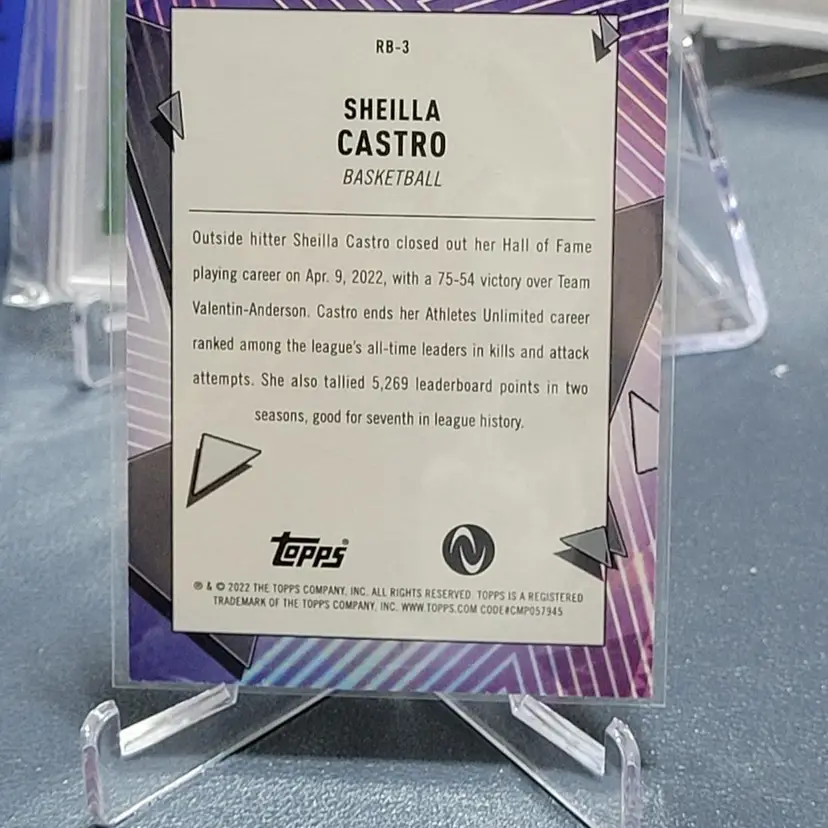 RB-3
SHEILLA
CASTRO
BASKETBALL
Outside hitter Sheilla Castro closed out her Hall of Fame
playing career on Apr. 9, 2022, with a 75-54 victory over Team
Valentin-Anderson. Castro ends her Athletes Unlimited career
ranked among the league's all-time leaders in kills and attack
attempts. She also tallied 5,269 leaderboard points in two
seasons, good for seventh in league history.
topps®
® & © 2022 THE TOPPS COMPANY, INC. ALL RIGHTS RESERVED. TOPPS IS A REGISTERED
TRADEMARK OF THE TOPPS COMPANY, INC. WWW.TOPPS.COM CODE#CMP057945